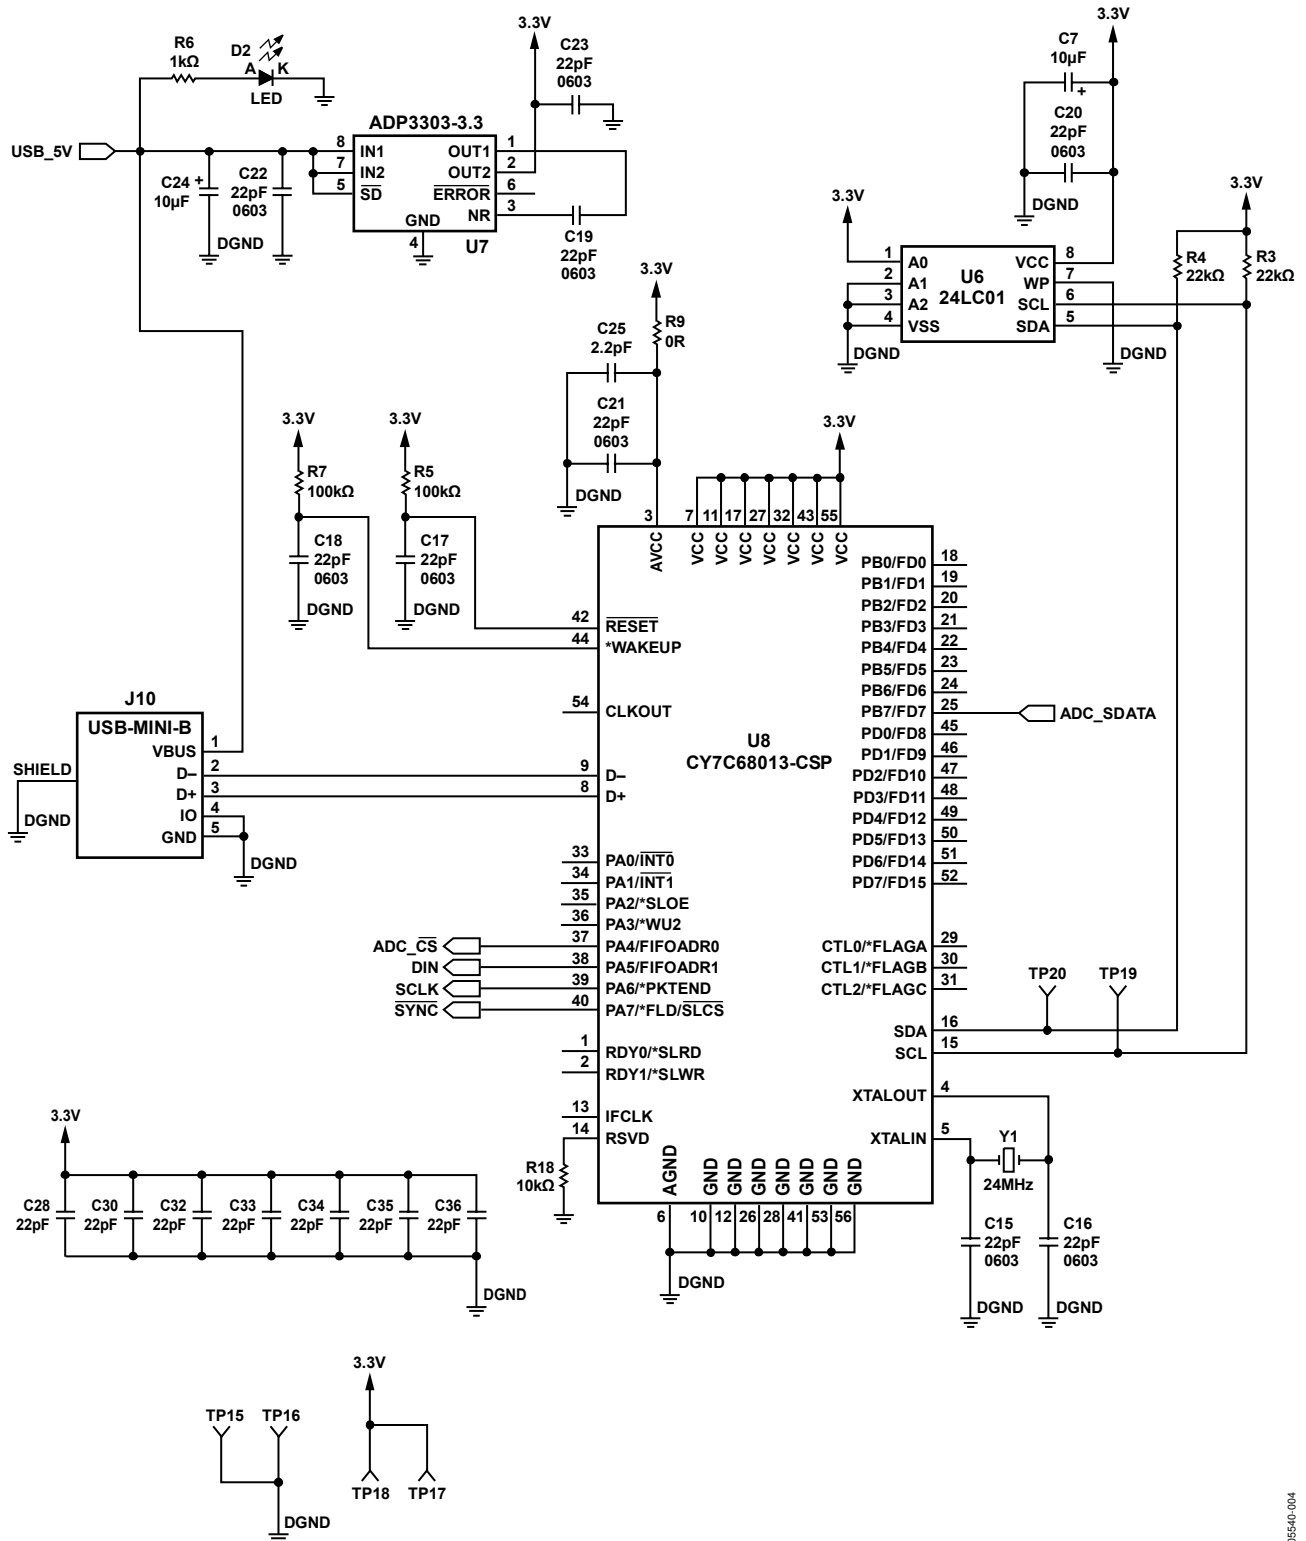 3.3V
R6
1kΩ
D2
A
K
LED
C23
22pF
0603
USB_5V
C24
+
10µF
C22
22pF
0603
DGND
ADP3303-3.3
8
IN1
7
IN2
5
SD
OUT1
1
OUT2
2
ERROR
6
NR
3
GND
4
U7
C19
22pF
0603
3.3V
C7
10µF
+
C20
22pF
0603
DGND
3.3V
3.3V
1
A0
2
A1
3
A2
4
VSS
U6
24LC01
VCC
8
WP
7
SCL
6
SDA
5
DGND
DGND
R4
22kΩ
R3
22kΩ
3.3V
R9
0R
C25
2.2pF
C21
22pF
0603
DGND
3.3V
R7
100kΩ
C18
22pF
0603
DGND
3.3V
R5
100kΩ
C17
22pF
0603
DGND
3.3V
3
7
11
17
27
32
43
55
AVCC
VCC
VCC
VCC
VCC
VCC
VCC
VCC
42
RESET
44
*WAKEUP
54
CLKOUT
U8
CY7C68013-CSP
9
D–
8
D+
33
PA0/INT0
34
PA1/INT1
35
PA2/*SLOE
36
PA3/*WU2
ADC_CS
37
PA4/FIFOADR0
DIN
38
PA5/FIFOADR1
SCLK
39
PA6/*PKTEND
SYNC
40
PA7/*FLD/SLCS
1
RDY0/*SLRD
2
RDY1/*SLWR
13
IFCLK
14
RSVD
R18
10kΩ
PB0/FD0
18
PB1/FD1
19
PB2/FD2
20
PB3/FD3
21
PB4/FD4
22
PB5/FD5
23
PB6/FD6
24
PB7/FD7
25
ADC_SDATA
PD0/FD8
45
PD1/FD9
46
PD2/FD10
47
PD3/FD11
48
PD4/FD12
49
PD5/FD13
50
PD6/FD14
51
PD7/FD15
52
CTL0/*FLAGA
29
CTL1/*FLAGB
30
CTL2/*FLAGC
31
TP20
TP19
SDA
16
SCL
15
XTALOUT
4
XTALIN
5
Y1
24MHz
C15
22pF
0603
DGND
C16
22pF
0603
DGND
AGND
GND
GND
GND
GND
GND
GND
GND
6
10
12
26
28
41
53
56
DGND
J10
USB-MINI-B
VBUS
1
D–
2
D+
3
IO
4
GND
5
SHIELD
DGND
DGND
3.3V
C28
22pF
C30
22pF
C32
22pF
C33
22pF
C34
22pF
C35
22pF
C36
22pF
DGND
TP15
TP16
DGND
3.3V
TP18
TP17
05540-004